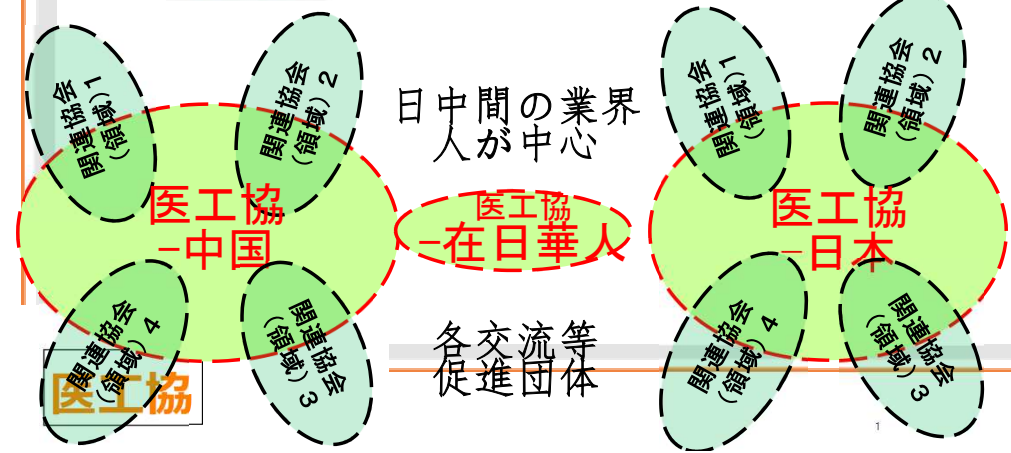 関連協会
(領域)1
関連協会
(領域)2
日中間の業界
人が中心
関連協会
(領域)1
関連協会
(領域)2
医工協
–中国
医工協
–在日華人
医工協
–日本
関連協会
(領域)4
関連協会
(領域)3
各交流等
促進団体
関連協会
(領域)4
関連協会
(領域)3
医工協
1